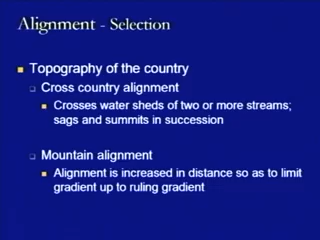 Alignment - Selection
Topography of the country
Cross country alignment
Crosses water sheds of two or more streams;
sags and summits in succession
Mountain alignment
Alignment is increased in distance so as to limit
gradient up to ruling gradient